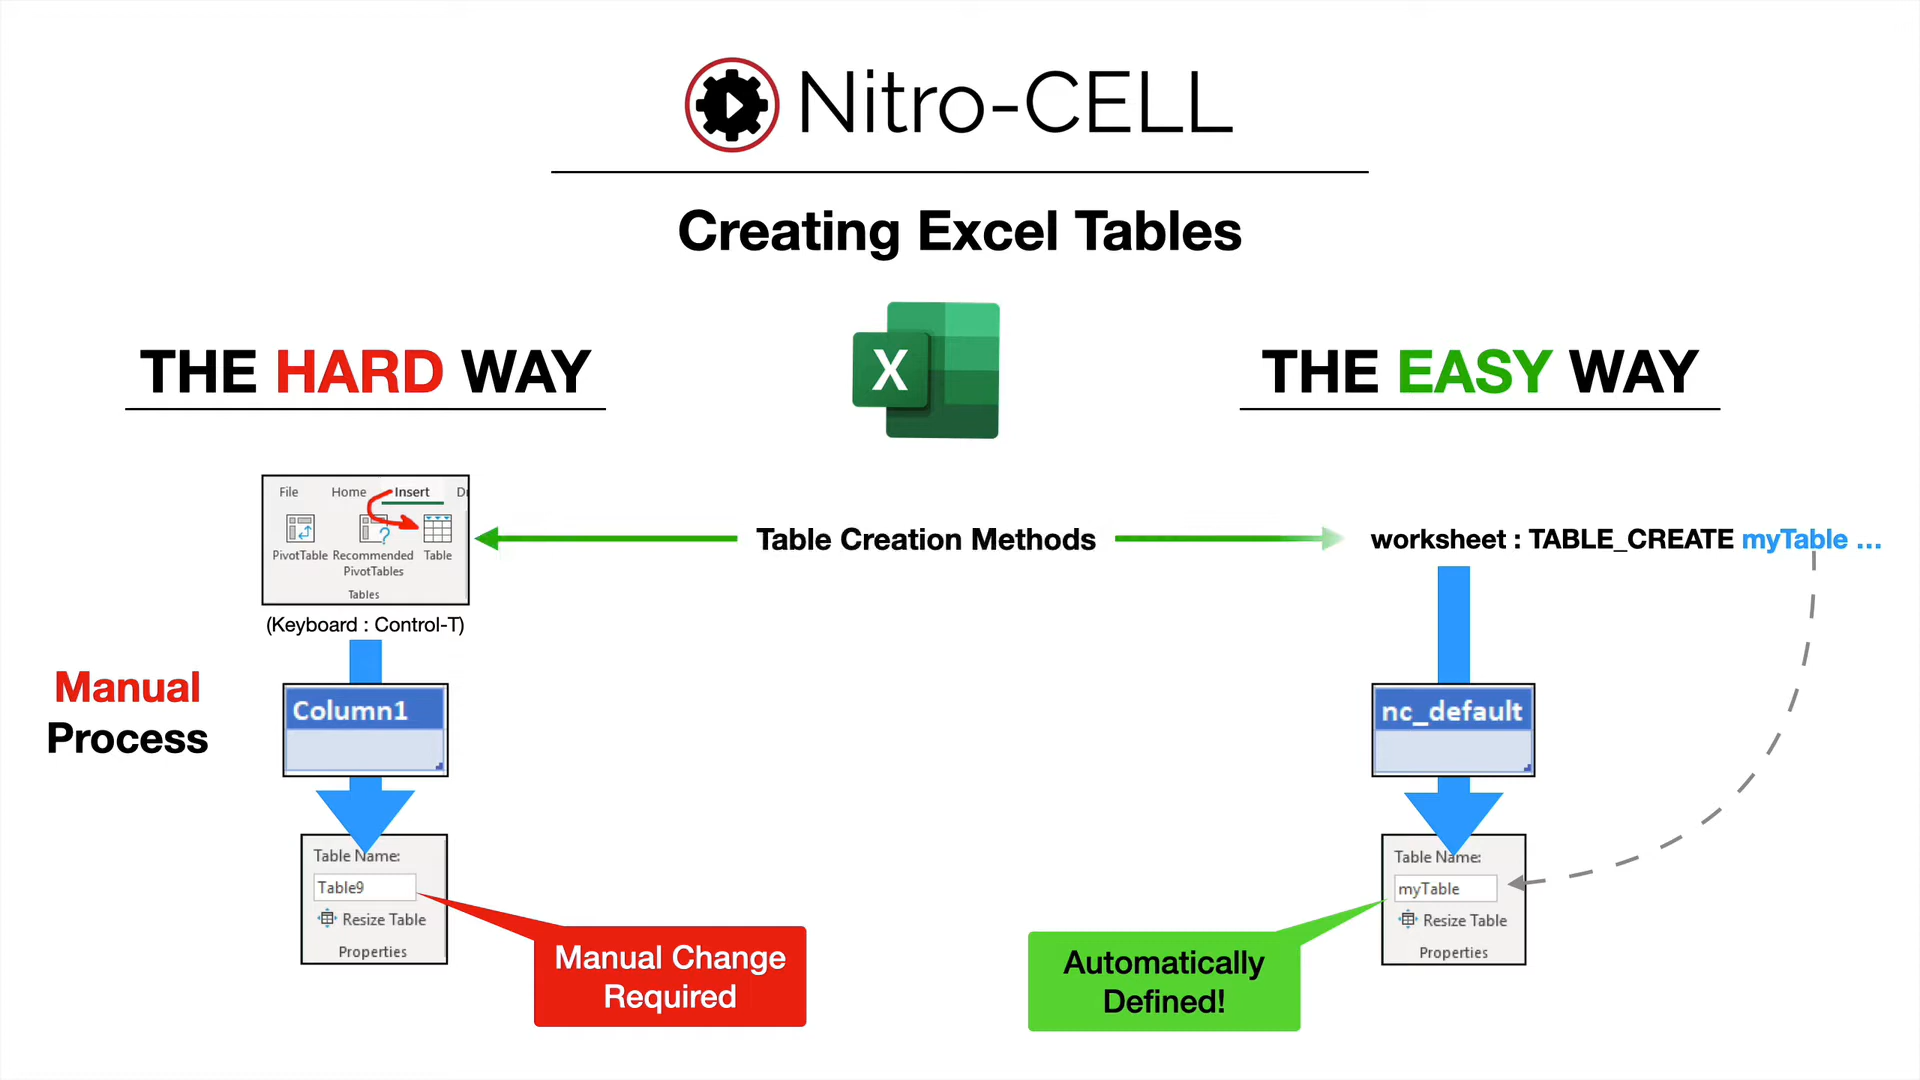 Nitro-CELL
Creating Excel Tables
X
THE HARD WAY
THE EASY WAY
File Home Insert
PivotTable Recommended Table
PivotTables
Tables
(Keyboard : Control-T)
Table Creation Methods
worksheet : TABLE_CREATE myTable ...
Manual
Process
Column1
Table Name:
Table9
Resize Table
Properties
Manual Change
Required
nc_default
Table Name:
myTable
Resize Table
Properties
Automatically
Defined!